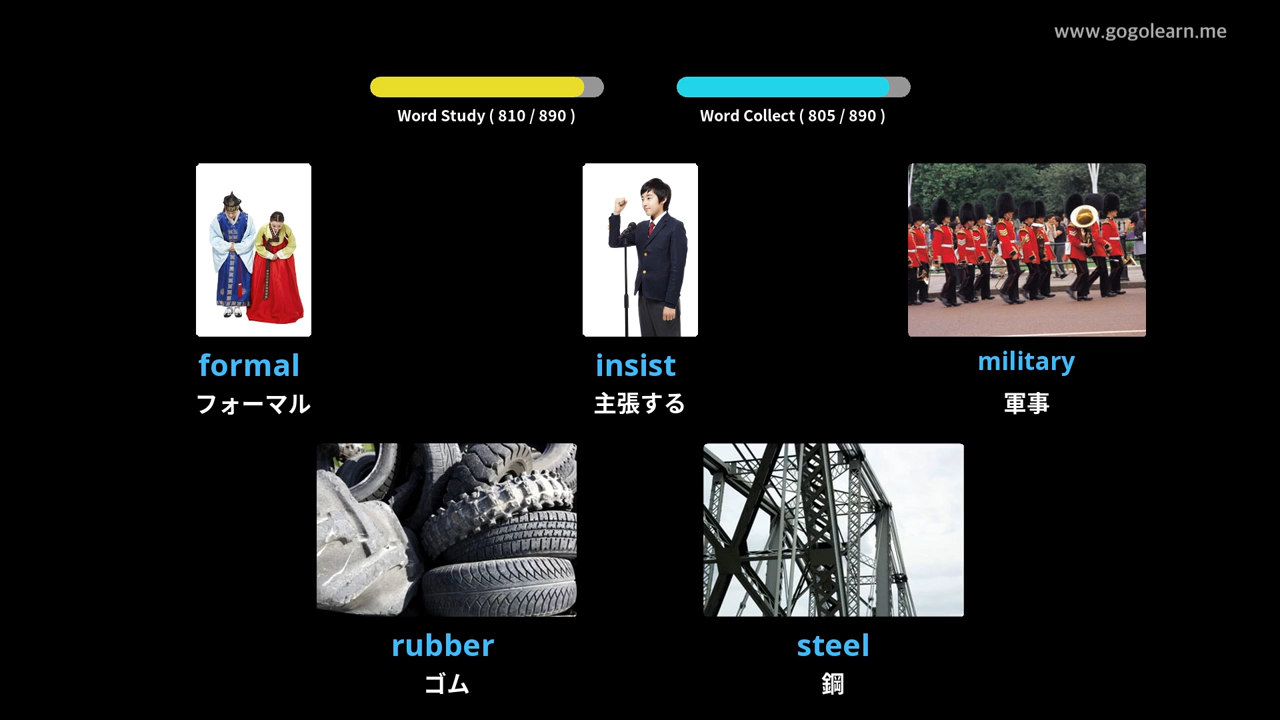 www.gogolearn.me
Word Study ( 810 / 890 )
Word Collect ( 805 / 890 )
formal
フォーマル
insist
主張する
military
軍事
rubber
ゴム
steel
鋼